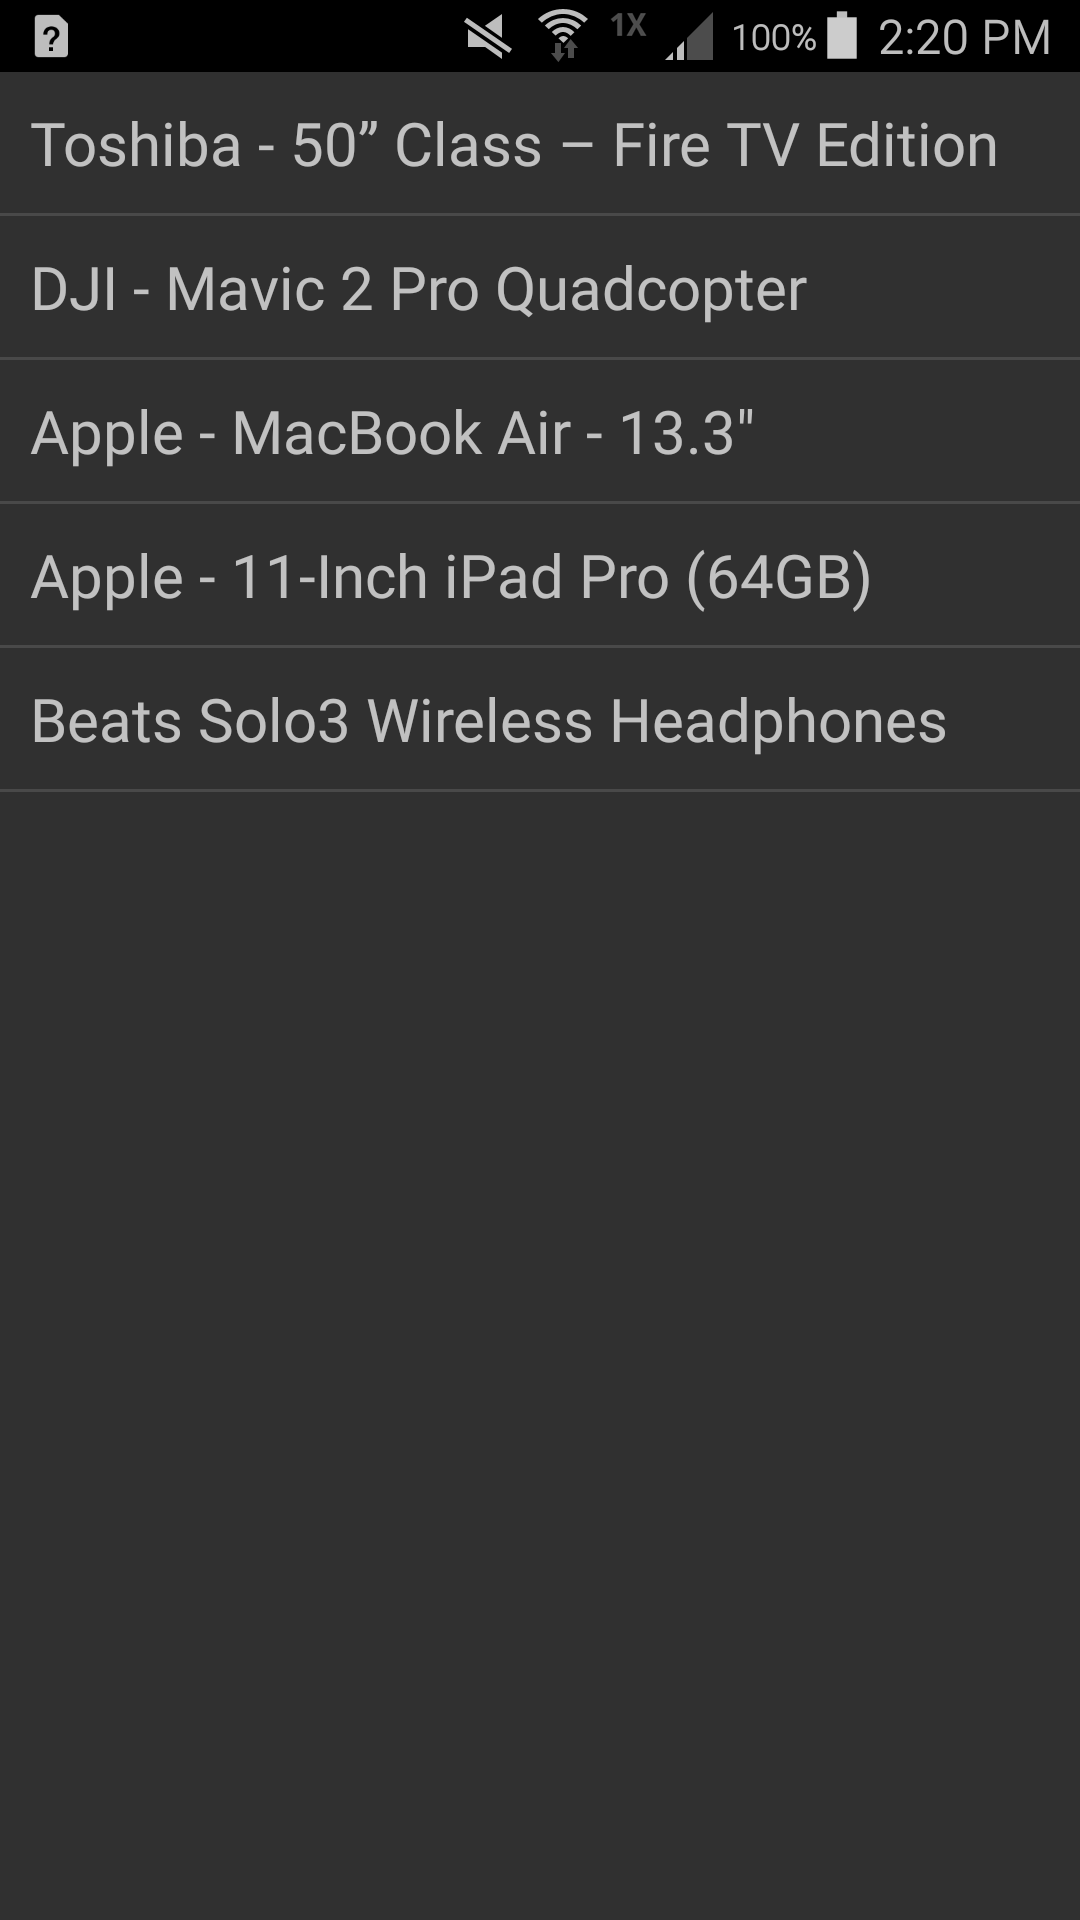 1X 100% 2:20 PM
Toshiba - 50” Class – Fire TV Edition
DJI - Mavic 2 Pro Quadcopter
Apple - MacBook Air - 13.3"
Apple - 11-Inch iPad Pro (64GB)
Beats Solo3 Wireless Headphones